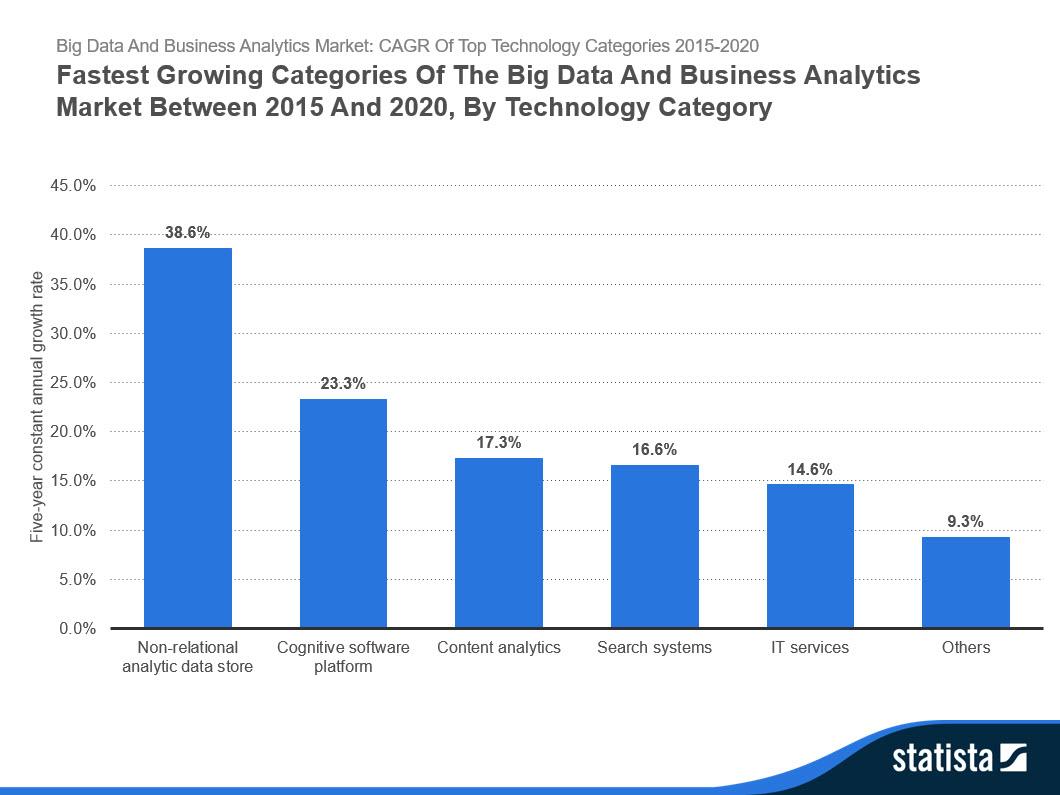 Big Data And Business Analytics Market: CAGR Of Top Technology Categories 2015-2020
Fastest Growing Categories Of The Big Data And Business Analytics
Market Between 2015 And 2020, By Technology Category
Five-year constant annual growth rate
45.0%
40.0%
35.0%
30.0%
25.0%
20.0%
15.0%
10.0%
5.0%
0.0%
38.6%
23.3%
17.3%
16.6%
14.6%
9.3%
Non-relational
analytic data store
Cognitive software
platform
Content analytics
Search systems
IT services
Others
statista